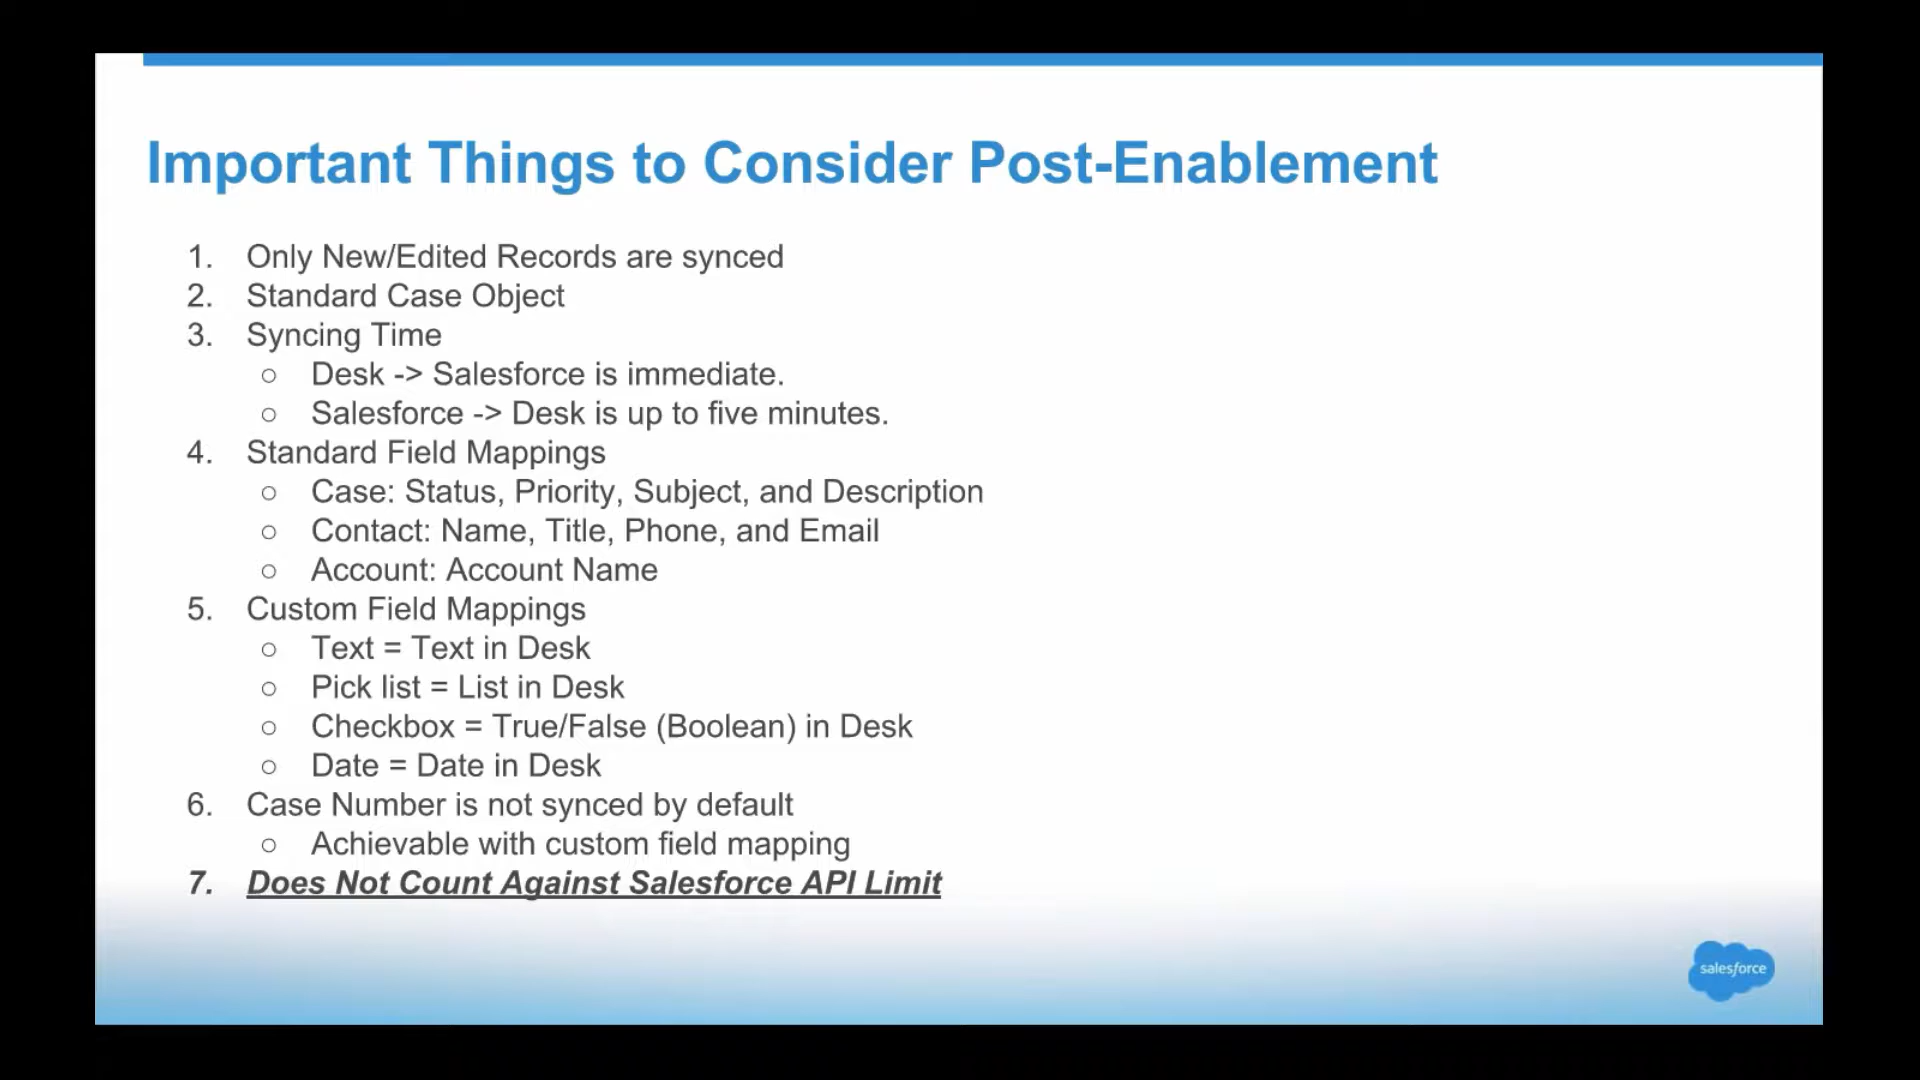 Important Things to Consider Post-Enablement
1. Only New/Edited Records are synced
2. Standard Case Object
3. Syncing Time
○ Desk -> Salesforce is immediate.
○ Salesforce -> Desk is up to five minutes.
4. Standard Field Mappings
○ Case: Status, Priority, Subject, and Description
○ Contact: Name, Title, Phone, and Email
○ Account: Account Name
5. Custom Field Mappings
○ Text = Text in Desk
○ Pick list = List in Desk
○ Checkbox = True/False (Boolean) in Desk
○ Date = Date in Desk
6. Case Number is not synced by default
○ Achievable with custom field mapping
7. Does Not Count Against Salesforce API Limit
salesforce